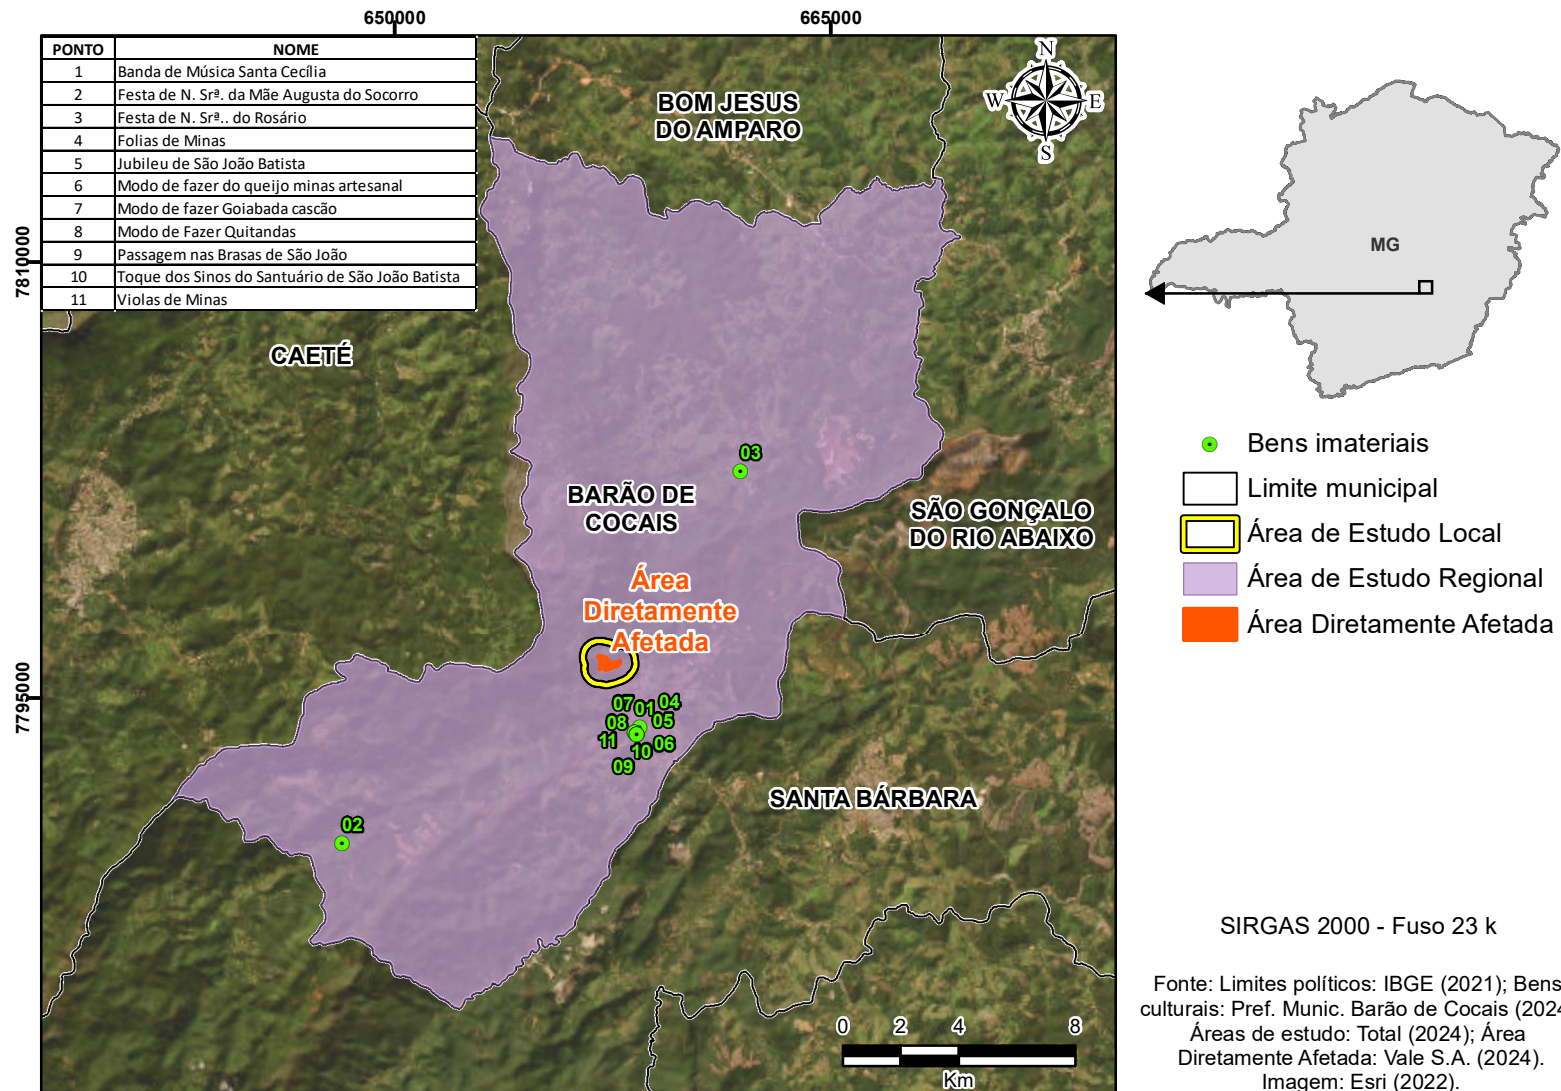 650000
665000
PONTO NOME
1 Banda de Música Santa Cecília
2 Festa de N. Srª. da Mãe Augusta do Socorro
3 Festa de N. Srª.. do Rosário
4 Folias de Minas
5 Jubileu de São João Batista
6 Modo de fazer do queijo minas artesanal
7 Modo de fazer Goiabada cascão
8 Modo de Fazer Quitandas
9 Passagem nas Brasas de São João
10 Toque dos Sinos do Santuário de São João Batista
11 Violas de Minas
7810000
7795000
N
W E
S
BOM JESUS
DO AMPARO
CAETÉ
03
BARÃO DE
COCAIS
SÃO GONÇALO
DO RIO ABAIXO
Área
Diretamente
Afetada
07 01 04
08 05
11 10 06
09
SANTA BÁRBARA
02
0 2 4 8
Km
MG
Bens imateriais
Limite municipal
Área de Estudo Local
Área de Estudo Regional
Área Diretamente Afetada
SIRGAS 2000 - Fuso 23 k
Fonte: Limites políticos: IBGE (2021); Bens
culturais: Pref. Munic. Barão de Cocais (2024
Áreas de estudo: Total (2024); Área
Diretamente Afetada: Vale S.A. (2024).
Imagem: Esri (2022).